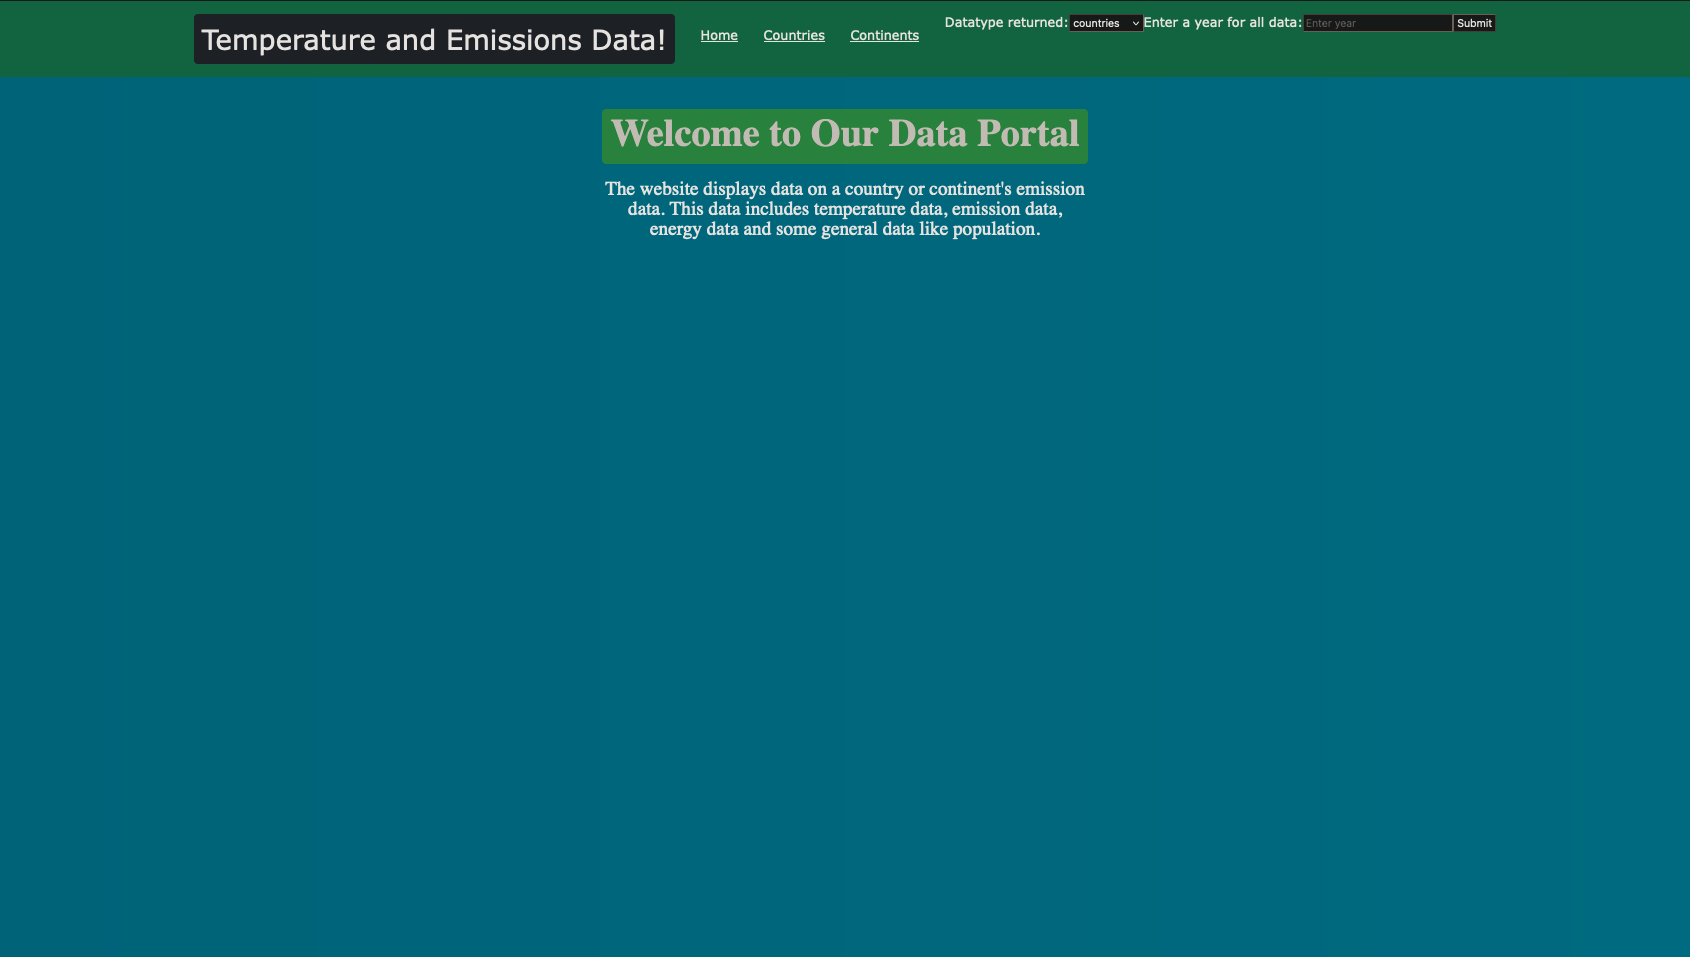 Temperature and Emissions Data!
Home Countries Continents
Datatype returned: countries Enter a year for all data: Enter year Submit
Welcome to Our Data Portal
The website displays data on a country or continent's emission
data. This data includes temperature data, emission data,
energy data and some general data like population.